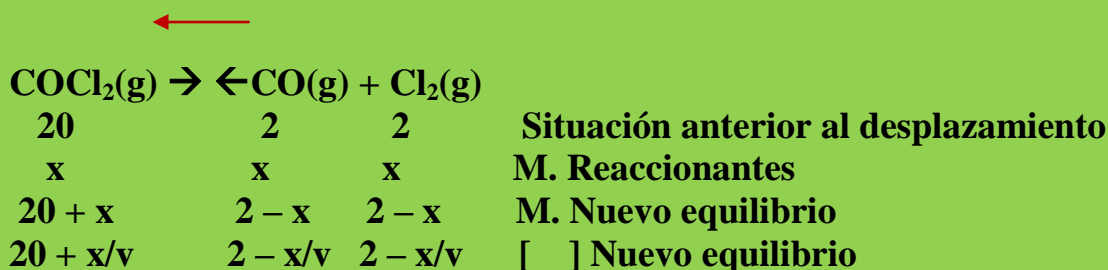 COCl₂(g) → ←CO(g) + Cl₂(g)
20 2 2 Situación anterior al desplazamiento
x x x M. Reaccionantes
20 + x 2 – x 2 – x M. Nuevo equilibrio
20 + x/v 2 – x/v 2 – x/v [ ] Nuevo equilibrio